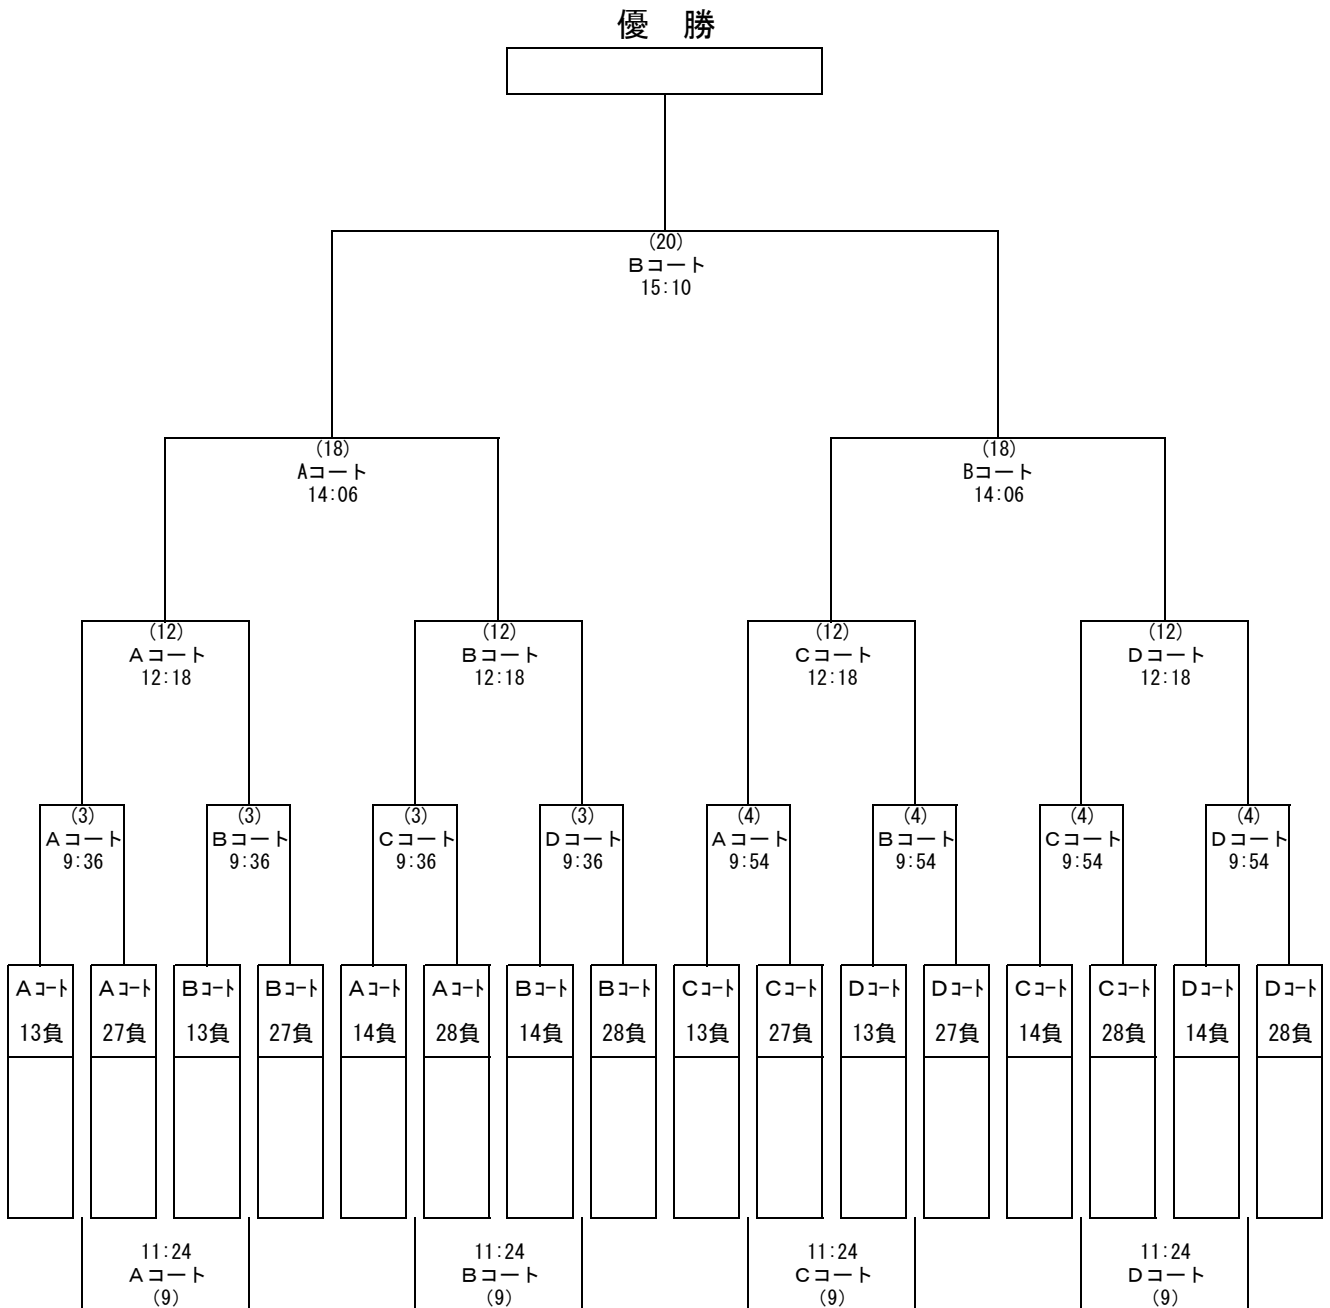 優　勝
(20)
Ｂコート
15:10
(18)
Aコート
14:06
(18)
Bコート
14:06
(12)
Ａコート
12:18
(12)
Ｂコート
12:18
(12)
Ｃコート
12:18
(12)
Ｄコート
12:18
(3)
Ａコート
9:36
(3)
Ｂコート
9:36
(3)
Ｃコート
9:36
(3)
Ｄコート
9:36
(4)
Ａコート
9:54
(4)
Ｂコート
9:54
(4)
Ｃコート
9:54
(4)
Ｄコート
9:54
Ａｺｰﾄ
13負
Ａｺｰﾄ
27負
Ｂｺｰﾄ
13負
Ｂｺｰﾄ
27負
Ａｺｰﾄ
14負
Ａｺｰﾄ
28負
Ｂｺｰﾄ
14負
Ｂｺｰﾄ
28負
Ｃｺｰﾄ
13負
Ｃｺｰﾄ
27負
Ｄｺｰﾄ
13負
Ｄｺｰﾄ
27負
Ｃｺｰﾄ
14負
Ｃｺｰﾄ
28負
Ｄｺｰﾄ
14負
Ｄｺｰﾄ
28負
11:24
Ａコート
(9)
11:24
Ｂコート
(9)
11:24
Ｃコート
(9)
11:24
Ｄコート
(9)